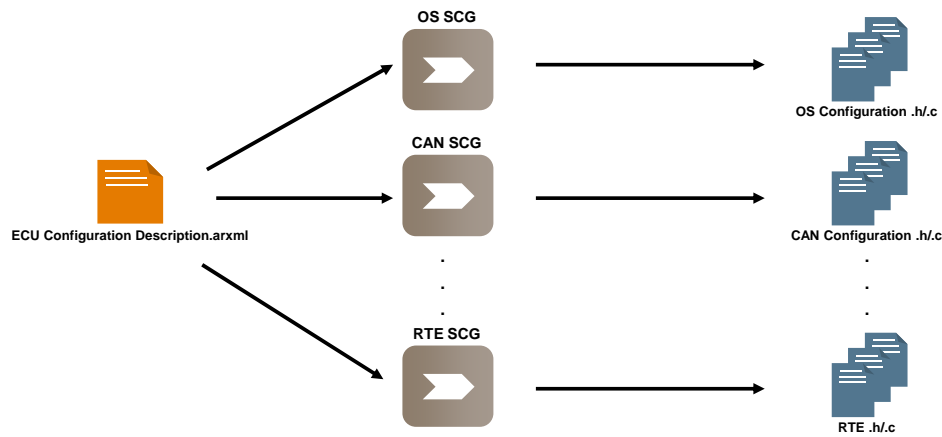 OS SCG
OS Configuration .h/.c
CAN SCG
ECU Configuration Description.arxml
CAN Configuration .h/.c
.
.
.
.
.
.
RTE SCG
RTE .h/.c